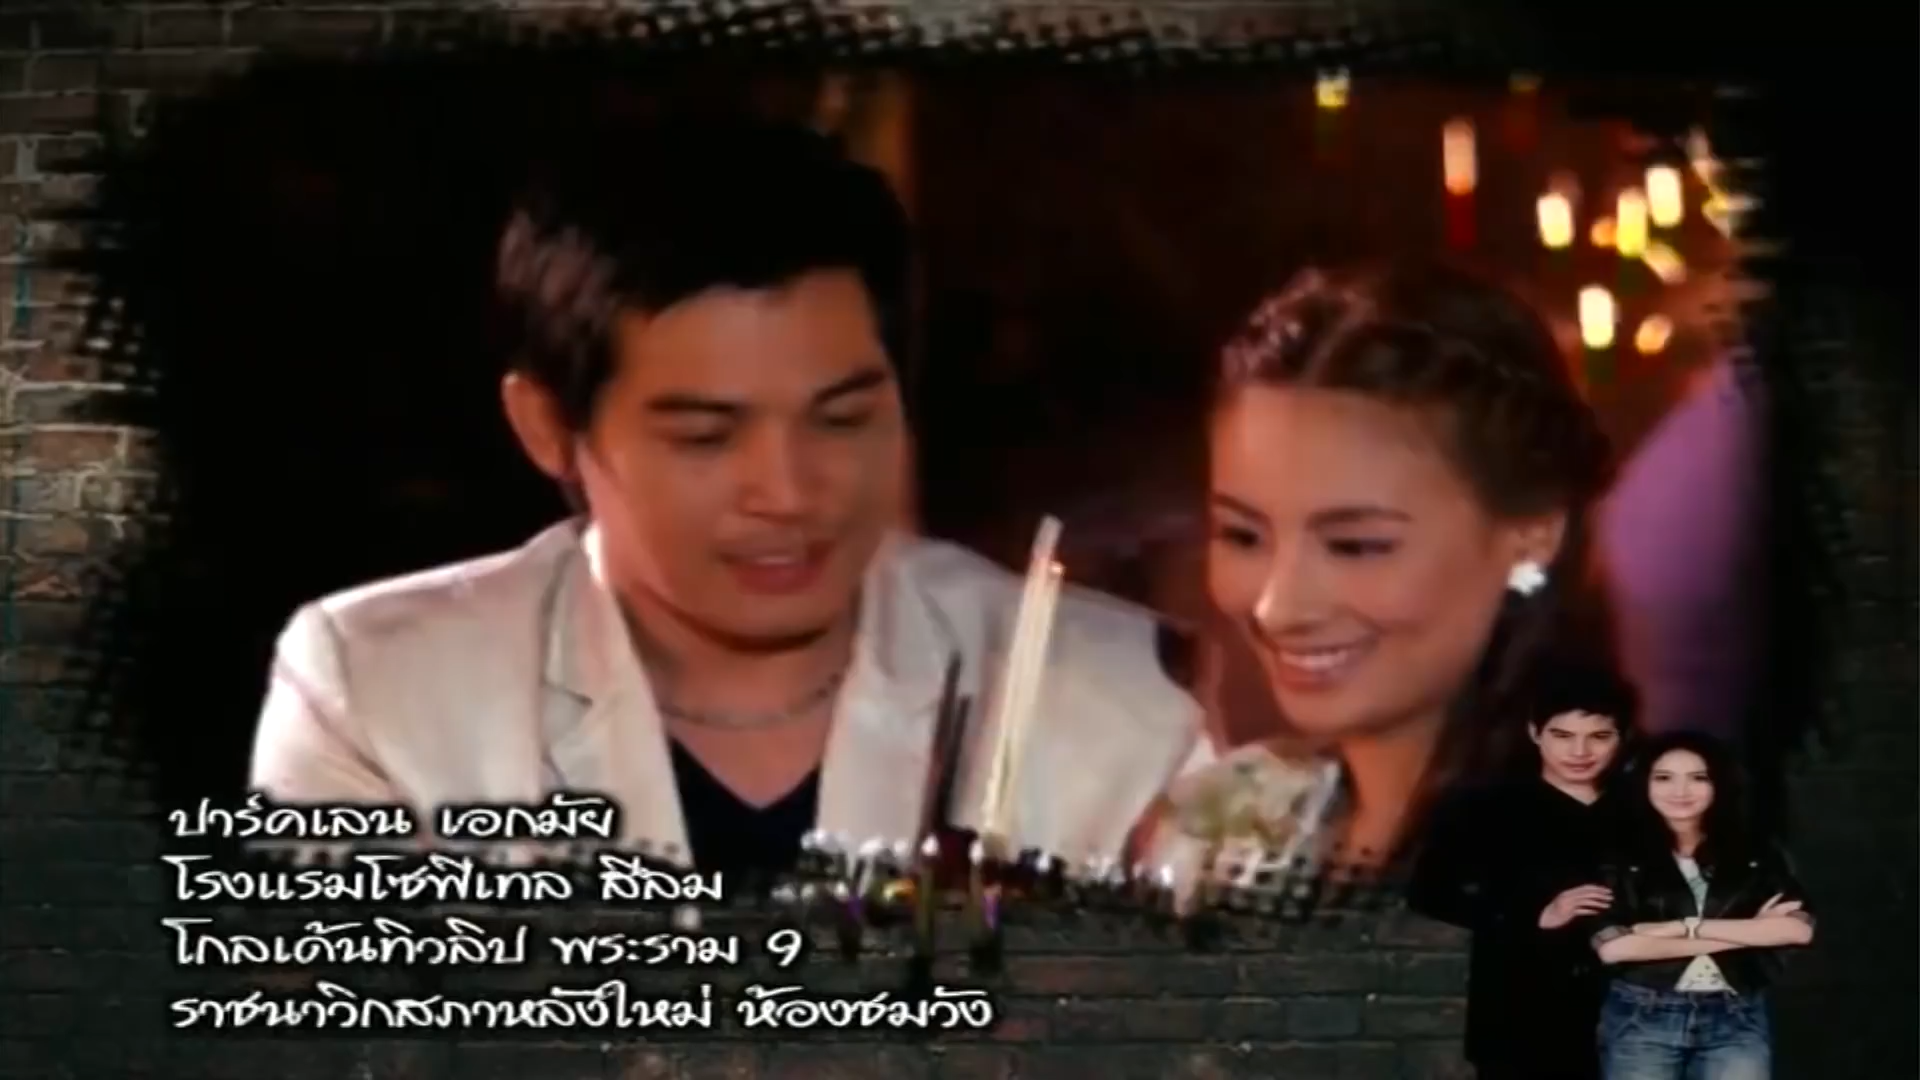 ปาร์คเลน เอกมัย
โรงแรมโซฟิเทล สีลม
โกลเด้นทิวลิป พระราม 9
ราชนาวิกสภาหลังใหม่ ห้องชมวัง